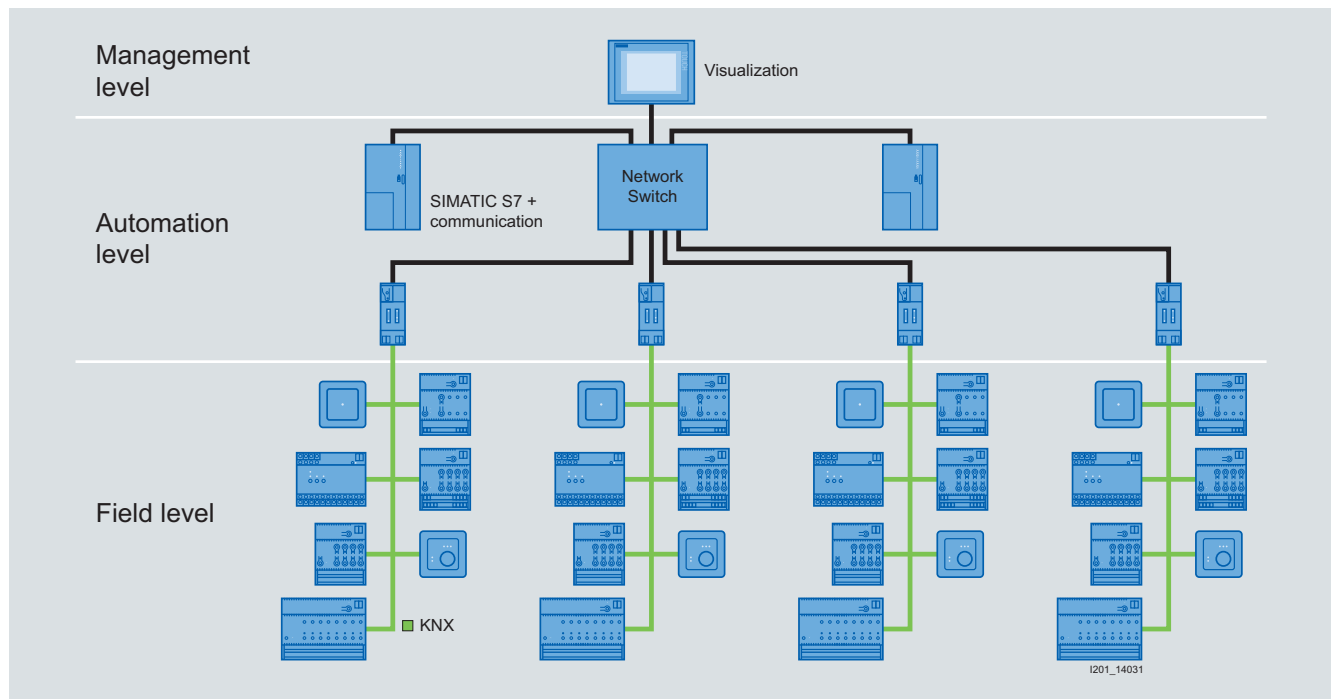 Management
level
Visualization
Network
Switch
SIMATIC S7 +
communication
Automation
level
Field level
KNX
I201_14031